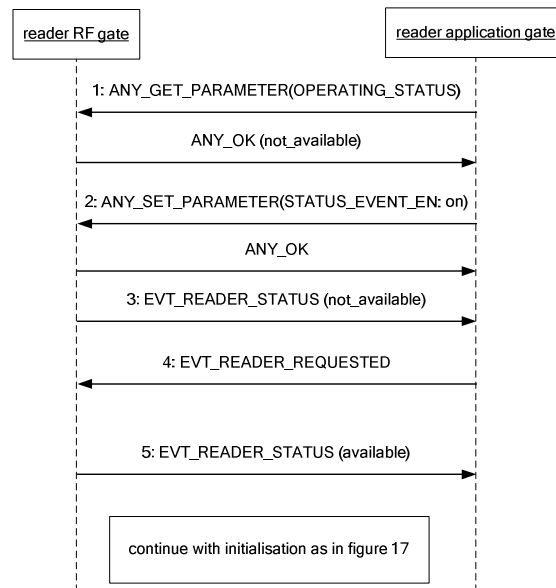 reader RF gate
reader application gate
1: ANY_GET_PARAMETER(OPERATING_STATUS)
ANY_OK (not_available)
2: ANY_SET_PARAMETER(STATUS_EVENT_EN: on)
ANY_OK
3: EVT_READER_STATUS (not_available)
4: EVT_READER_REQUESTED
5: EVT_READER_STATUS (available)
continue with initialisation as in figure 17